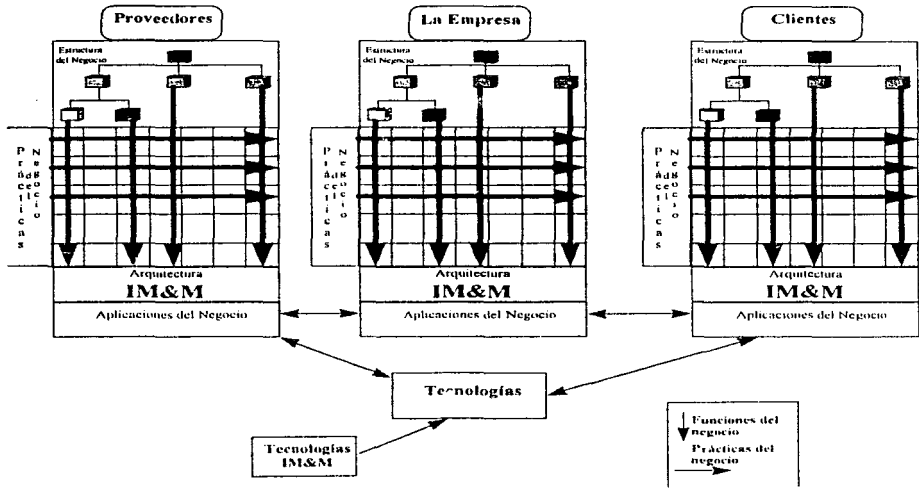 Proveedores
Estructura
del Negocio
Prácticas
del
Negocio
Arquitectura
IM&M
Aplicaciones del Negocio
La Empresa
Estructura
del Negocio
Prácticas
del
Negocio
Arquitectura
IM&M
Aplicaciones del Negocio
Clientes
Estructura
del Negocio
Prácticas
del
Negocio
Arquitectura
IM&M
Aplicaciones del Negocio
Tecnologías
Tecnologías
IM&M
Funciones del
negocio
Prácticas del
negocio